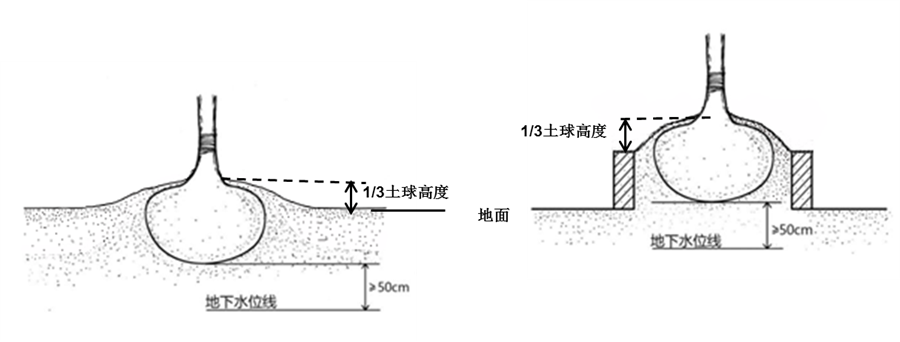 1/3土球高度
≥50cm
地下水位线
1/3土球高度
地面
≥50cm
地下水位线